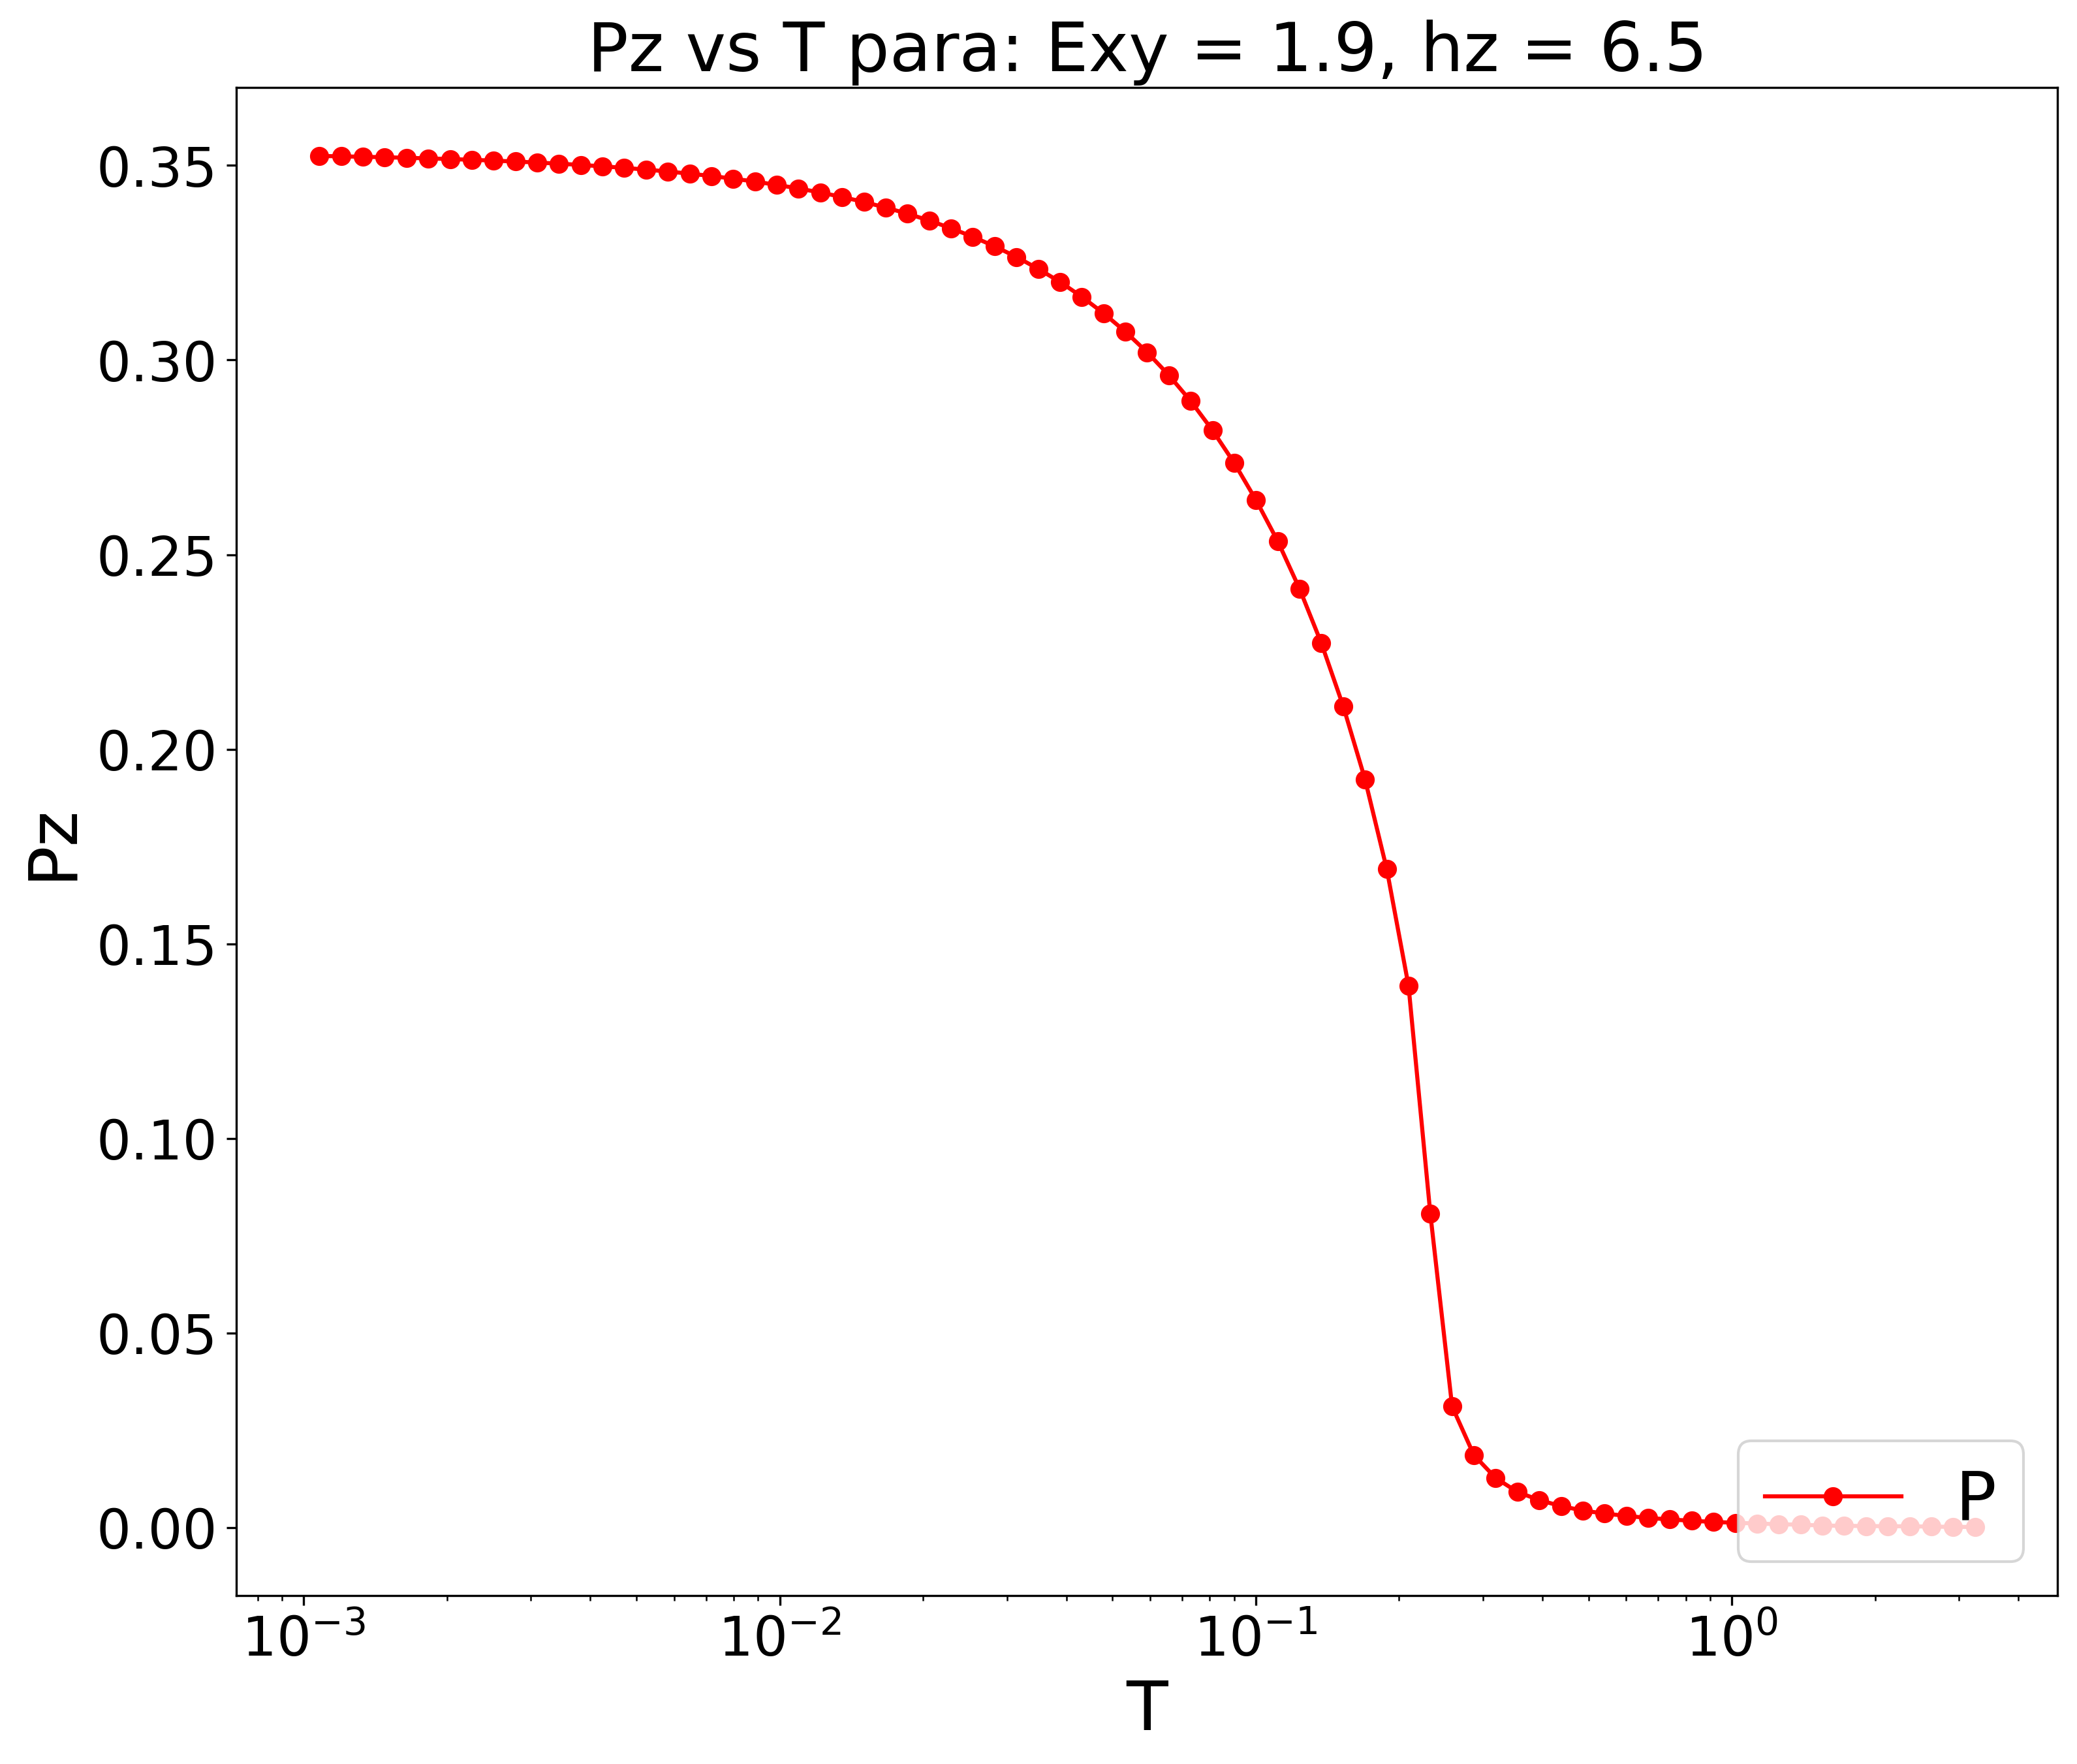 Pz vs T para: Exy = 1.9, hz = 6.5
Pz
0.35
0.30
0.25
0.20
0.15
0.10
0.05
0.00
P
10⁻³ 10⁻² 10⁻¹ 10⁰
T